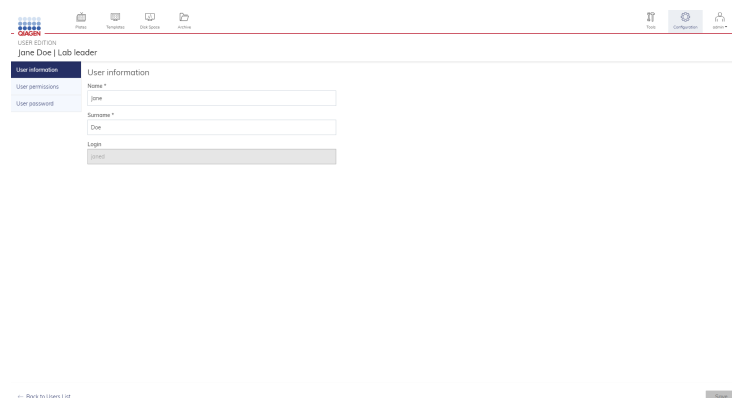 QIAGEN
Plates
Templates
Disk Space
Archive
Tools
Configuration
admin
USER EDITION
Jane Doe | Lab leader
User information
User permissions
User password
User information
Name *
Jane
Surname *
Doe
Login
janed
← Back to Users List
Save